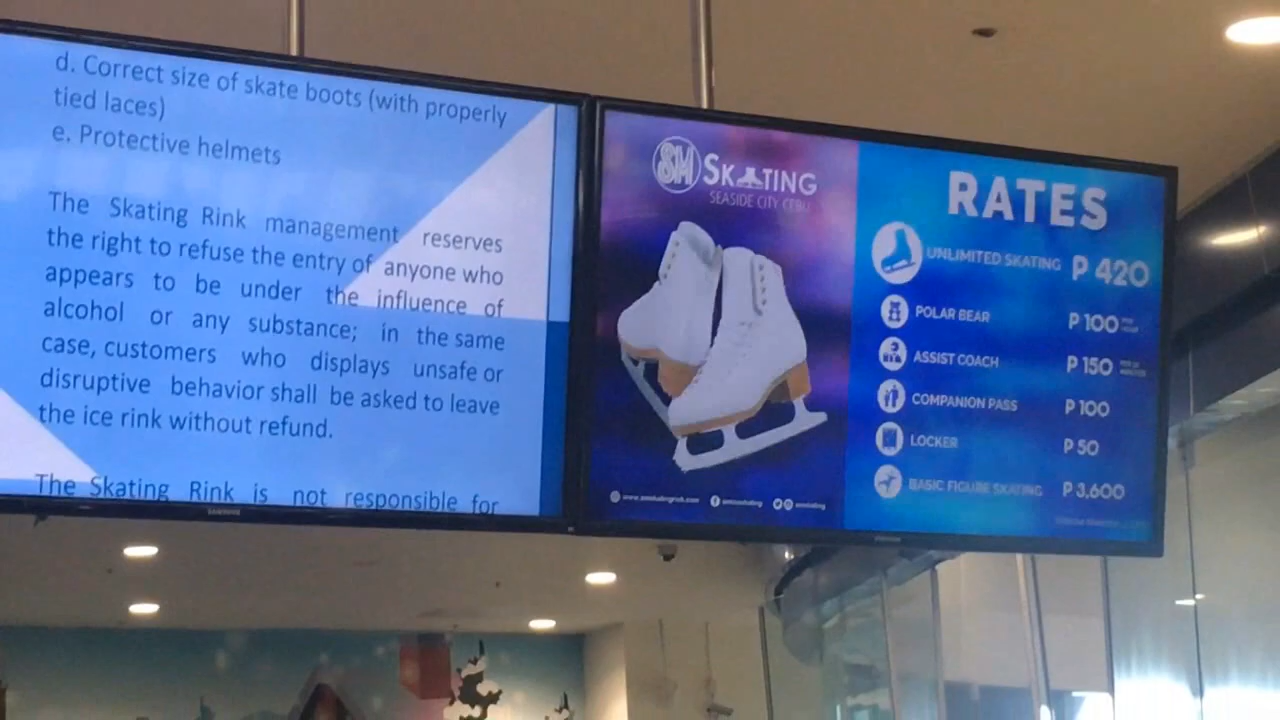 d. Correct size of skate boots (with properly
tied laces)
e. Protective helmets
The Skating Rink management reserves
the right to refuse the entry of anyone who
appears to be under the influence of
alcohol or any substance; in the same
case, customers who displays unsafe or
disruptive behavior shall be asked to leave
the ice rink without refund.
The Skating Rink is not responsible for
SM SKATING
SEASIDE CITY CEBU
RATES
UNLIMITED SKATING P 420
POLAR BEAR P 100
ASSIST COACH P 150
COMPANION PASS P 100
LOCKER P 50
BASIC FIGURE SKATING P 3,600
SAMSUNG